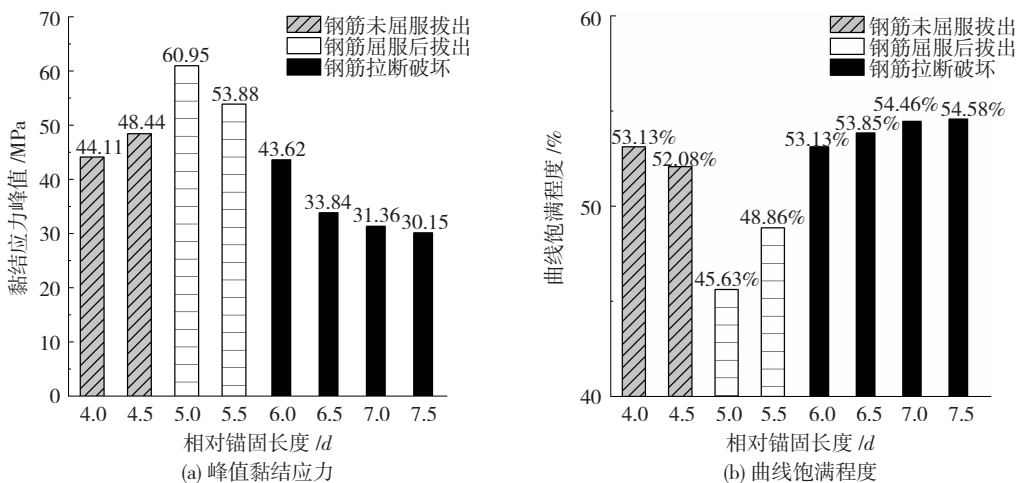 70
60
50
40
30
20
10
0
黏结应力峰值 /MPa
钢筋未屈服拔出
钢筋屈服后拔出
钢筋拉断破坏
44.11
48.44
60.95
53.88
43.62
33.84
31.36
30.15
4.0 4.5 5.0 5.5 6.0 6.5 7.0 7.5
相对锚固长度 /d
(a) 峰值黏结应力
60
50
40
曲线饱满程度 /%
钢筋未屈服拔出
钢筋屈服后拔出
钢筋拉断破坏
53.13%
52.08%
45.63%
48.86%
53.13%
53.85%
54.46%
54.58%
4.0 4.5 5.0 5.5 6.0 6.5 7.0 7.5
相对锚固长度 /d
(b) 曲线饱满程度